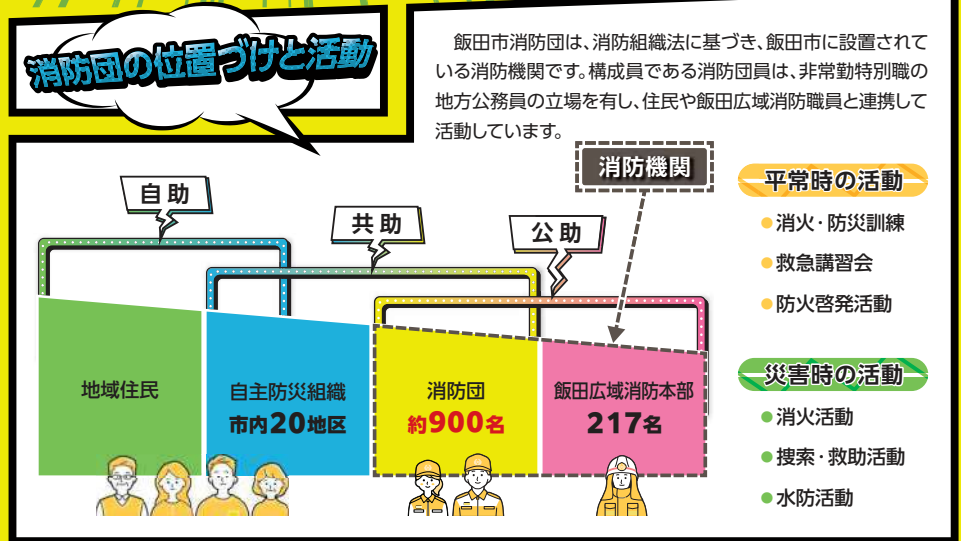 消防団の位置づけと活動
飯田市消防団は、消防組織法に基づき、飯田市に設置されて
いる消防機関です。構成員である消防団員は、非常勤特別職の
地方公務員の立場を有し、住民や飯田広域消防職員と連携して
活動しています。
消防機関
自助
共助
公助
地域住民
自主防災組織
市内20地区
消防団
約900名
飯田広域消防本部
217名
平常時の活動
●消火・防災訓練
●救急講習会
●防火啓発活動
災害時の活動
●消火活動
●捜索・救助活動
●水防活動